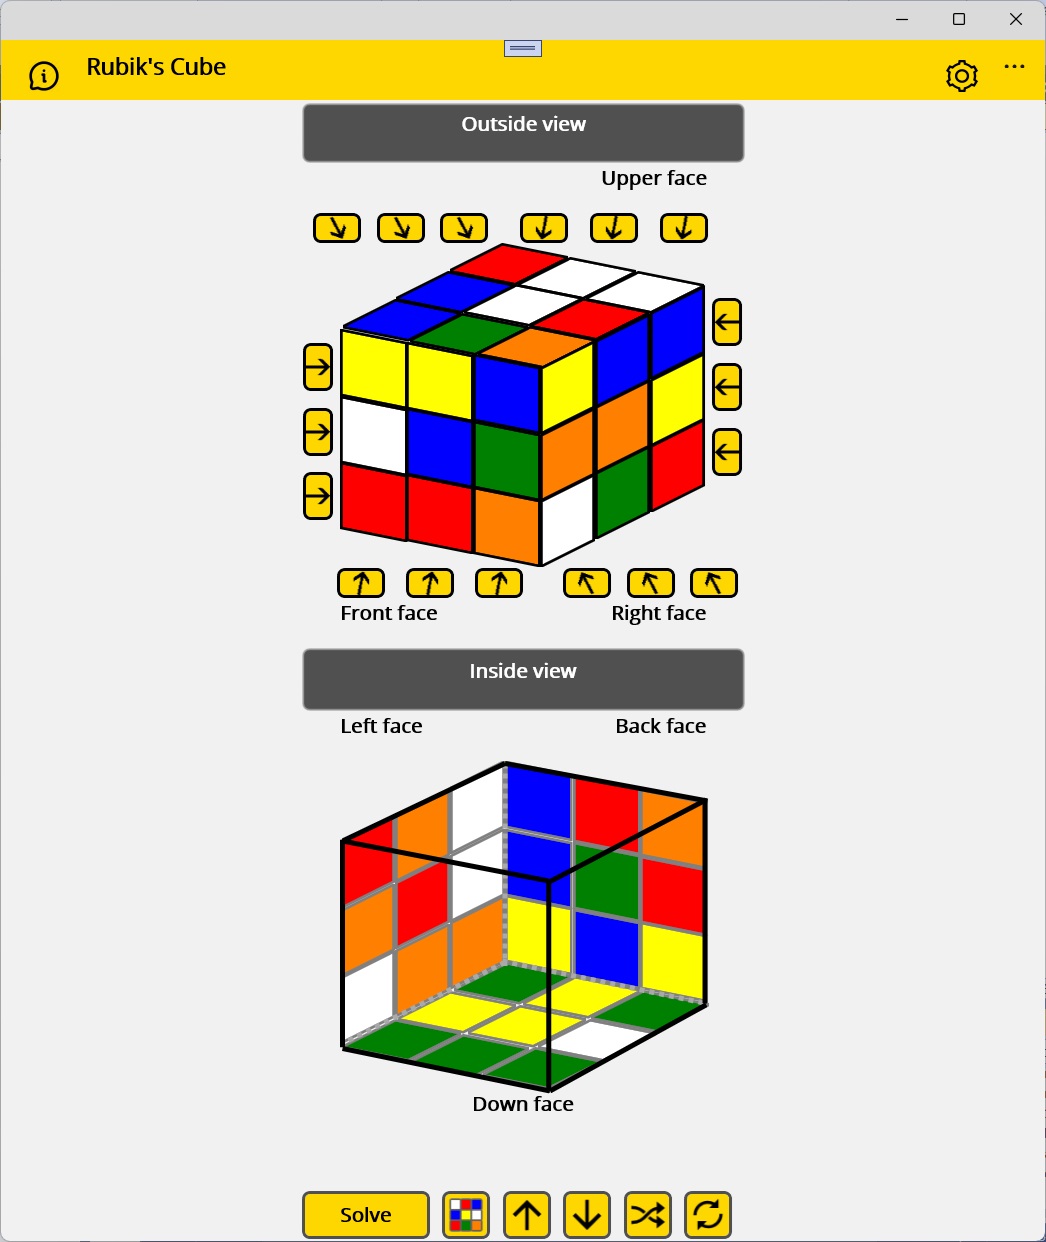 Rubik's Cube
Outside view
Upper face
Front face
Right face
Inside view
Left face
Back face
Down face
Solve